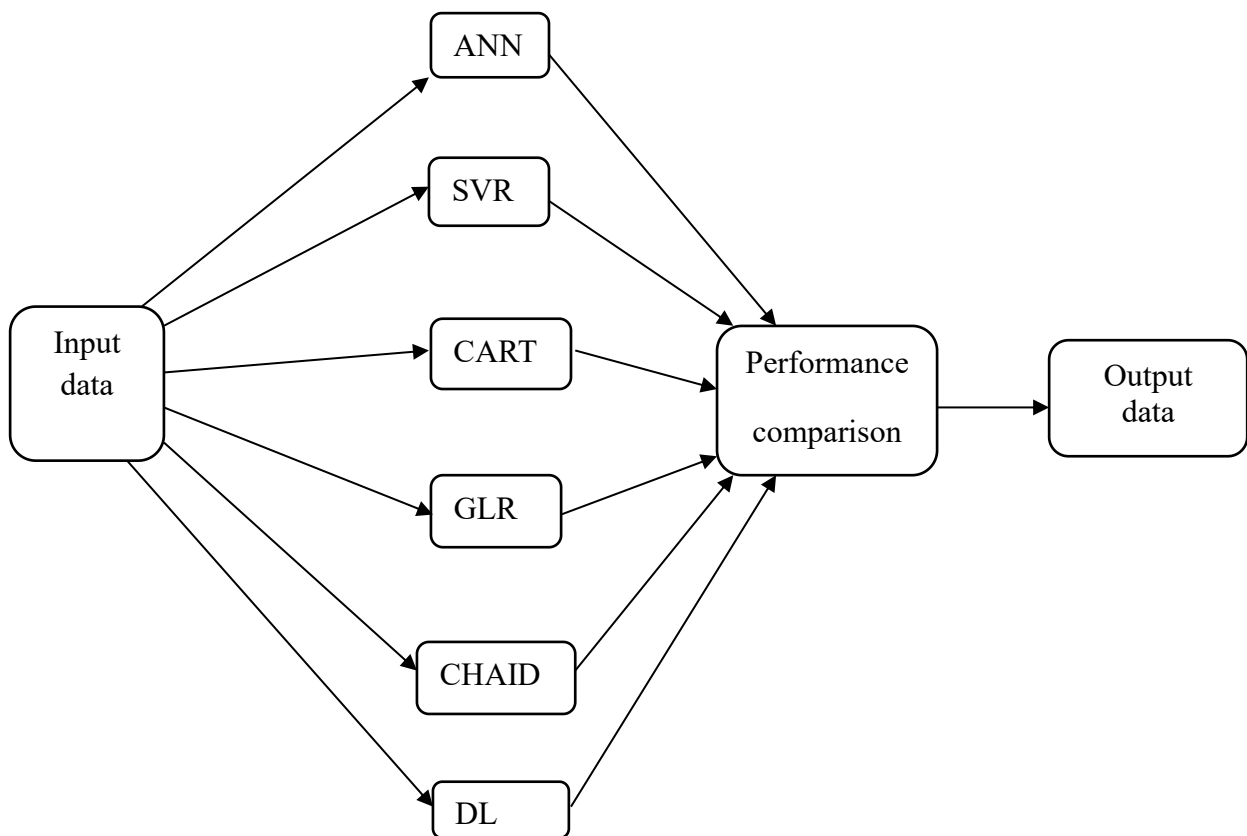 ANN
SVR
Input
data
CART
Performance
comparison
Output
data
GLR
CHAID
DL